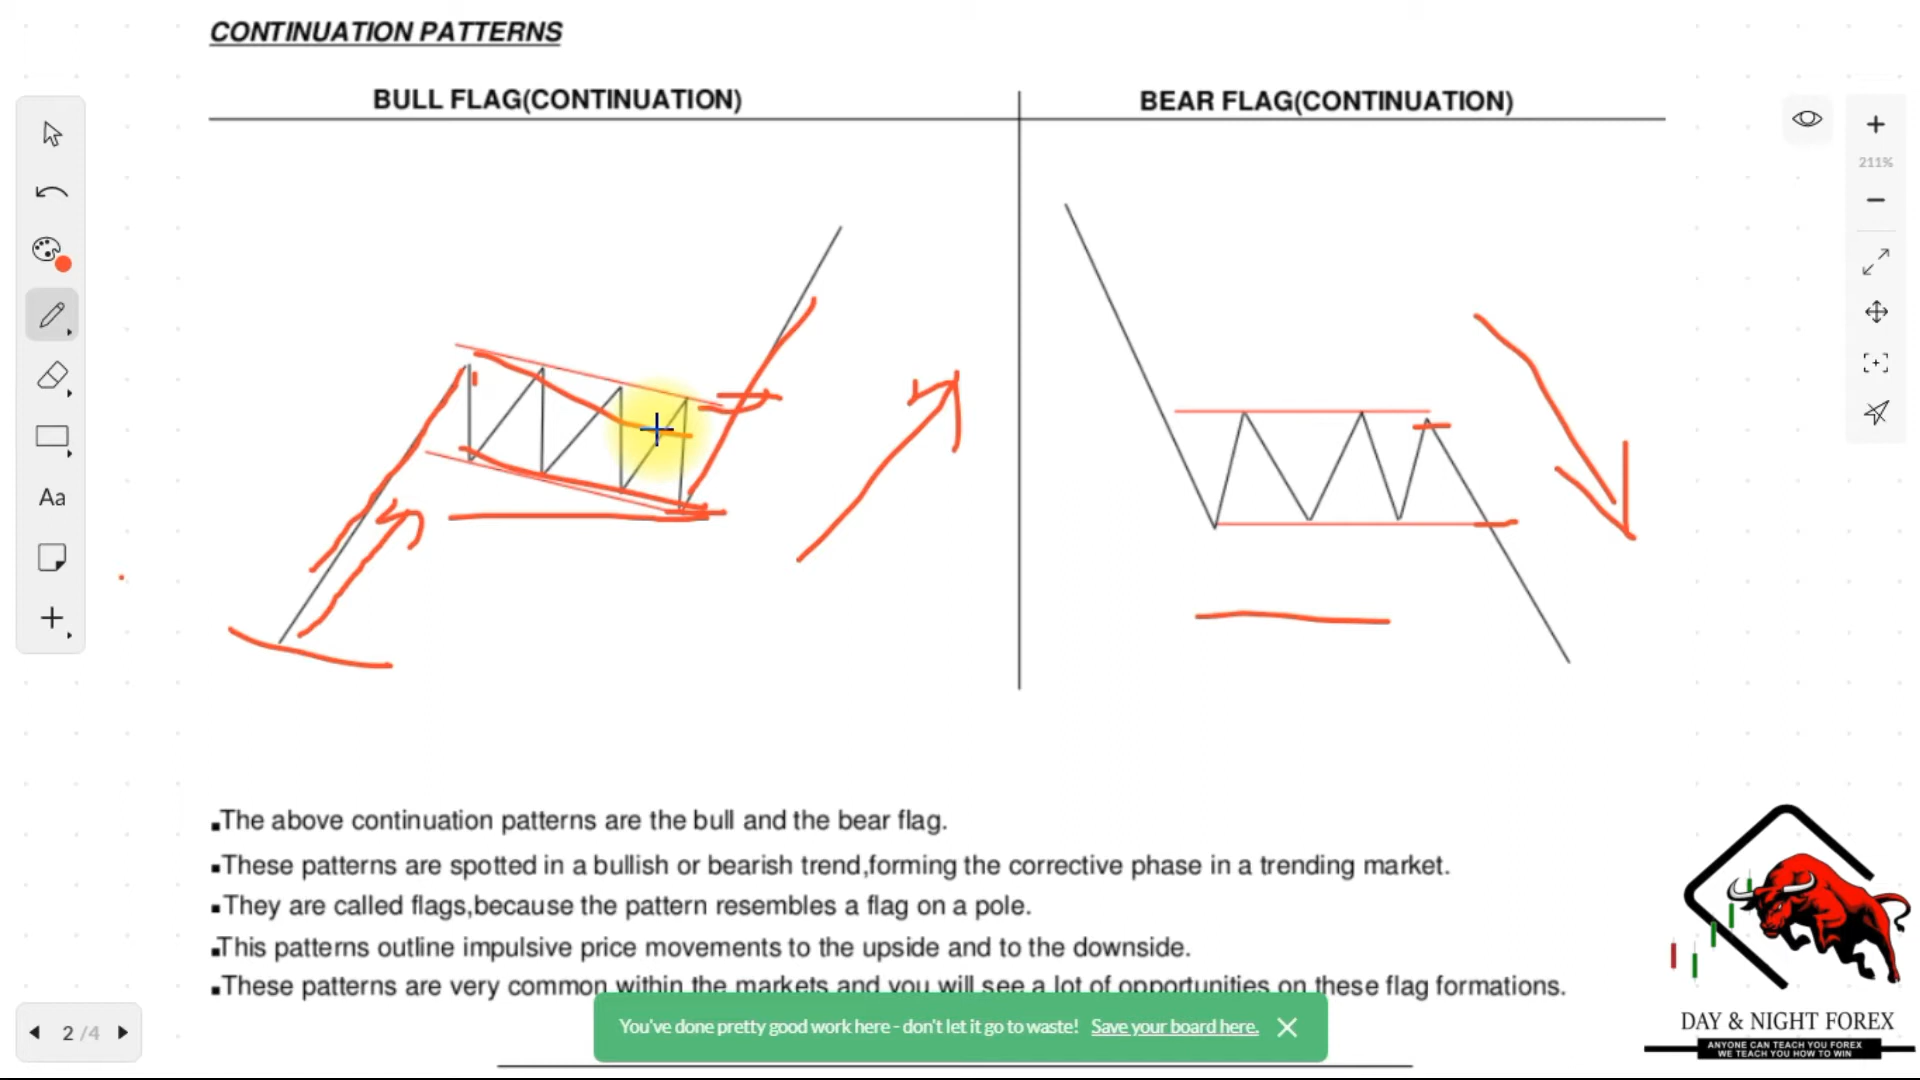 CONTINUATION PATTERNS
BULL FLAG(CONTINUATION)
BEAR FLAG(CONTINUATION)
211%
Aa
▪The above continuation patterns are the bull and the bear flag.
▪These patterns are spotted in a bullish or bearish trend,forming the corrective phase in a trending market.
▪They are called flags,because the pattern resembles a flag on a pole.
▪This patterns outline impulsive price movements to the upside and to the downside.
▪These patterns are very common within the markets and you will see a lot of opportunities on these flag formations.
2 /4
You've done pretty good work here - don't let it go to waste! Save your board here.
DAY & NIGHT FOREX
ANYONE CAN TEACH YOU FOREX
WE TEACH YOU HOW TO WIN